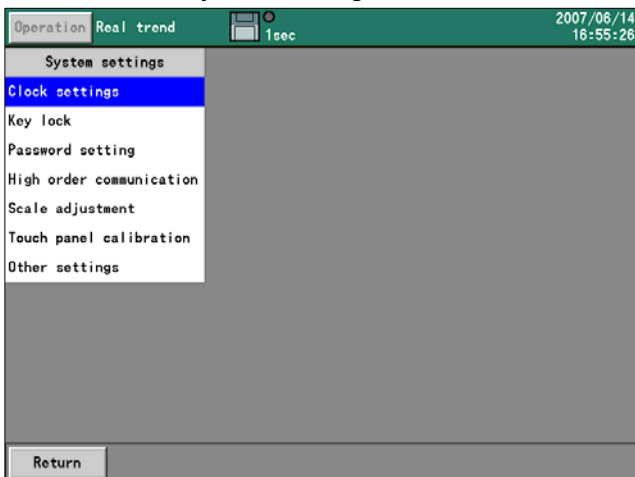 Operation Real trend 1sec 2007/06/14
16:55:26
System settings
Clock settings
Key lock
Password setting
High order communication
Scale adjustment
Touch panel calibration
Other settings
Return